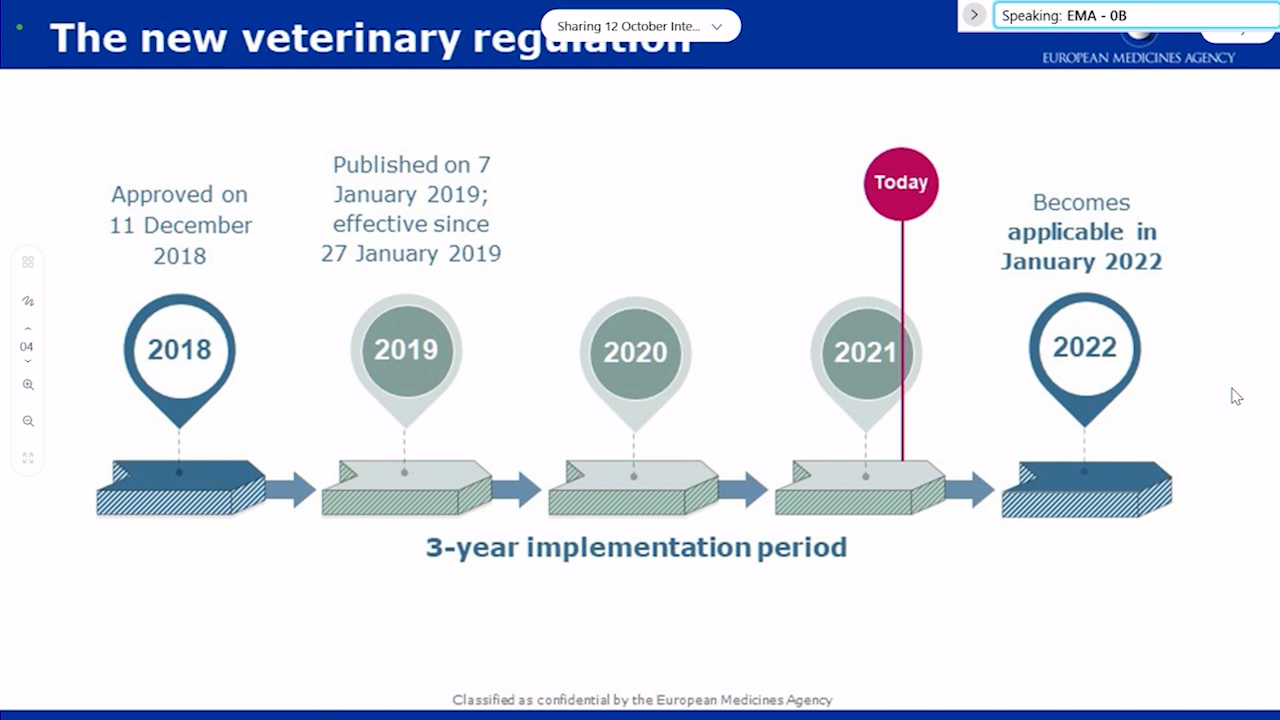 The new veterinary regulation
Sharing 12 October Inte...
Speaking: EMA - 0B
EUROPEAN MEDICINES AGENCY
Approved on
11 December
2018
Published on 7
January 2019;
effective since
27 January 2019
Today
Becomes
applicable in
January 2022
04
2018
2019
2020
2021
2022
3-year implementation period
Classified as confidential by the European Medicines Agency